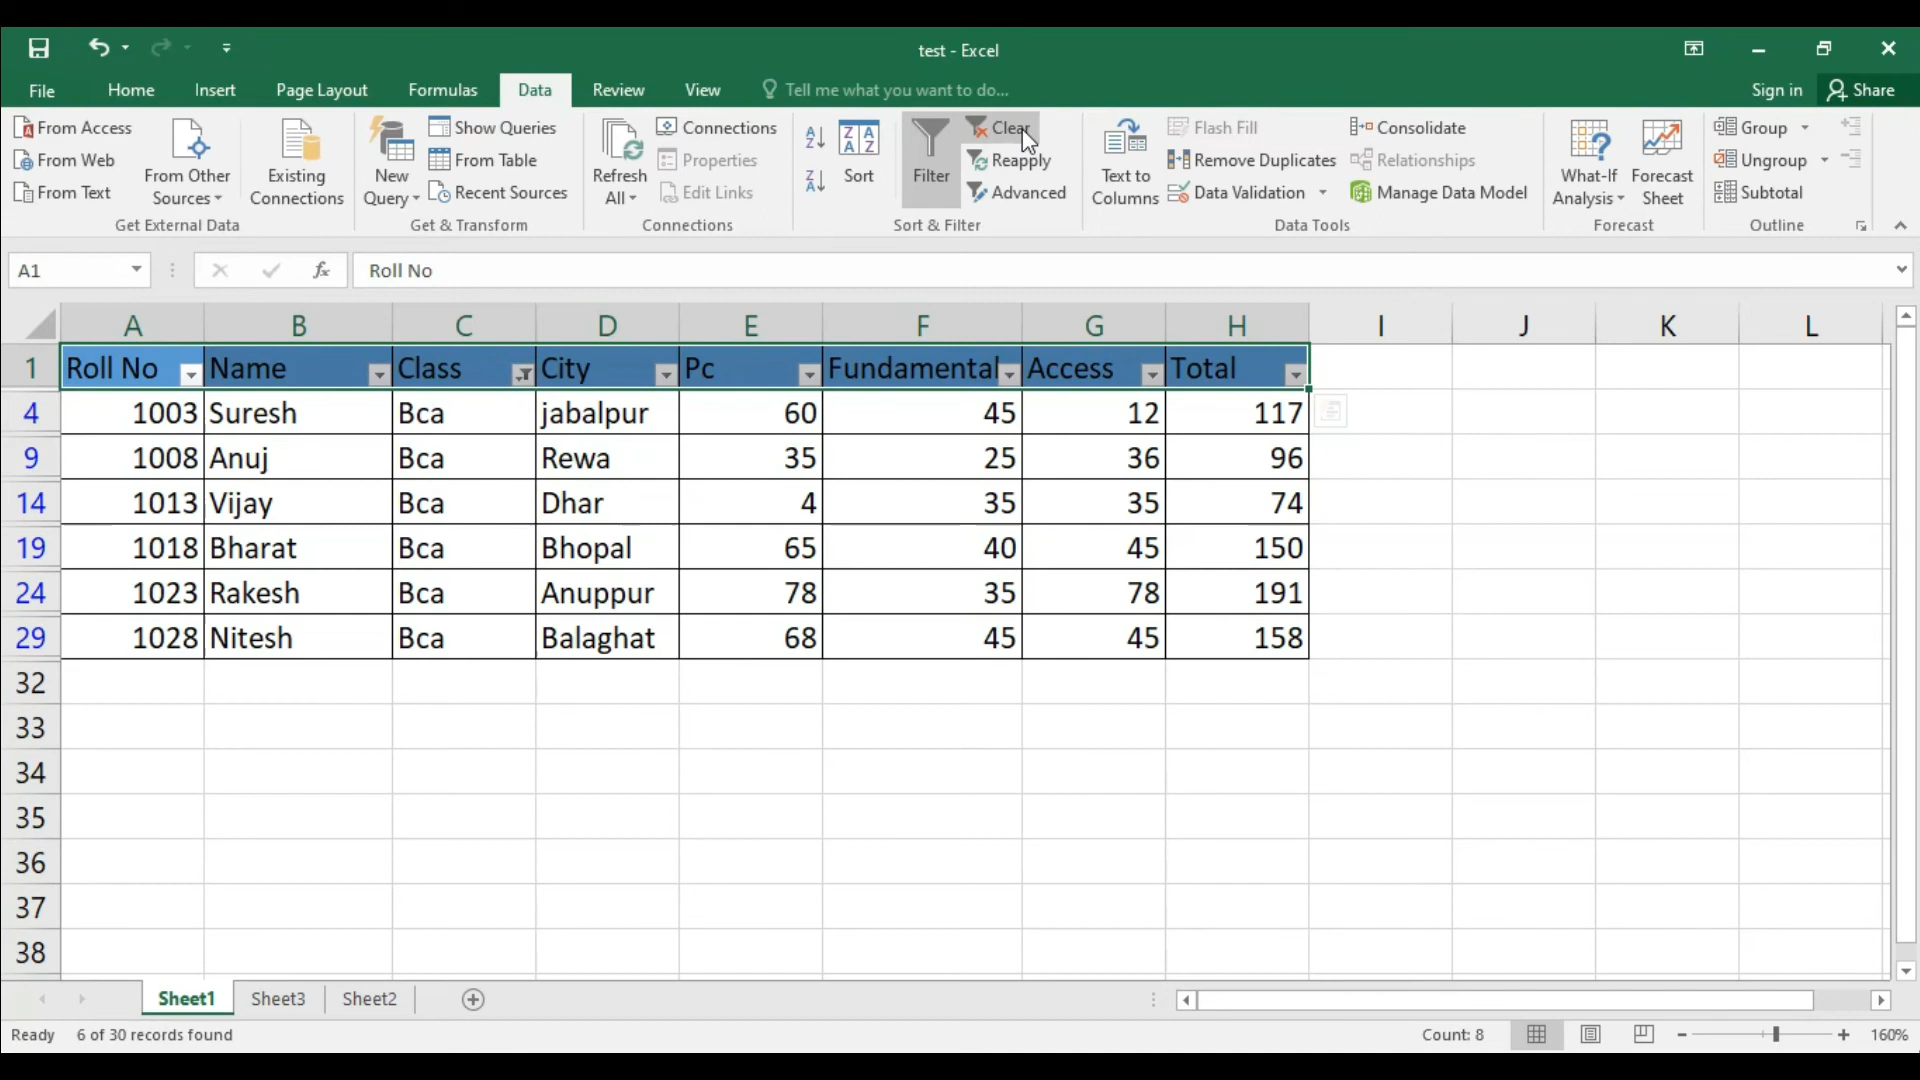 test - Excel
File Home Insert Page Layout Formulas Data Review View Tell me what you want to do... Sign in Share
From Access
From Web
From Text
From Other Sources
Existing Connections
Get External Data
New Query
Show Queries
From Table
Recent Sources
Get & Transform
Refresh All
Connections
Properties
Edit Links
Connections
Sort
Filter
Clear
Reapply
Advanced
Sort & Filter
Text to Columns
Flash Fill
Remove Duplicates
Data Validation
Consolidate
Relationships
Manage Data Model
Data Tools
What-If Analysis
Forecast Sheet
Forecast
Group
Ungroup
Subtotal
Outline
A1 fx Roll No
A B C D E F G H I J K L
1 Roll No Name Class City Pc Fundamental Access Total
4 1003 Suresh Bca jabalpur 60 45 12 117
9 1008 Anuj Bca Rewa 35 25 36 96
14 1013 Vijay Bca Dhar 4 35 35 74
19 1018 Bharat Bca Bhopal 65 40 45 150
24 1023 Rakesh Bca Anuppur 78 35 78 191
29 1028 Nitesh Bca Balaghat 68 45 45 158
32
33
34
35
36
37
38
Sheet1 Sheet3 Sheet2
Ready 6 of 30 records found Count: 8 160%